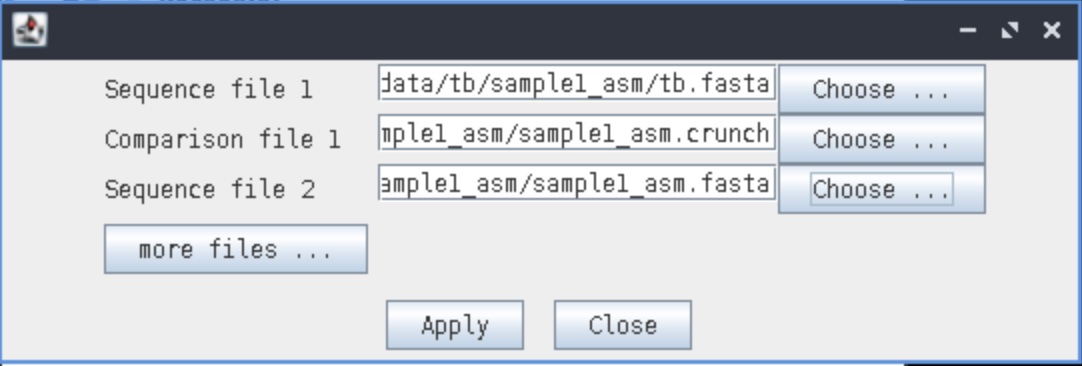 Sequence file 1 data/tb/sample1_asm/tb.fasta Choose ...
Comparison file 1 mple1_asm/sample1_asm.crunch Choose ...
Sequence file 2 ample1_asm/sample1_asm.fasta Choose ...
more files ...
Apply Close